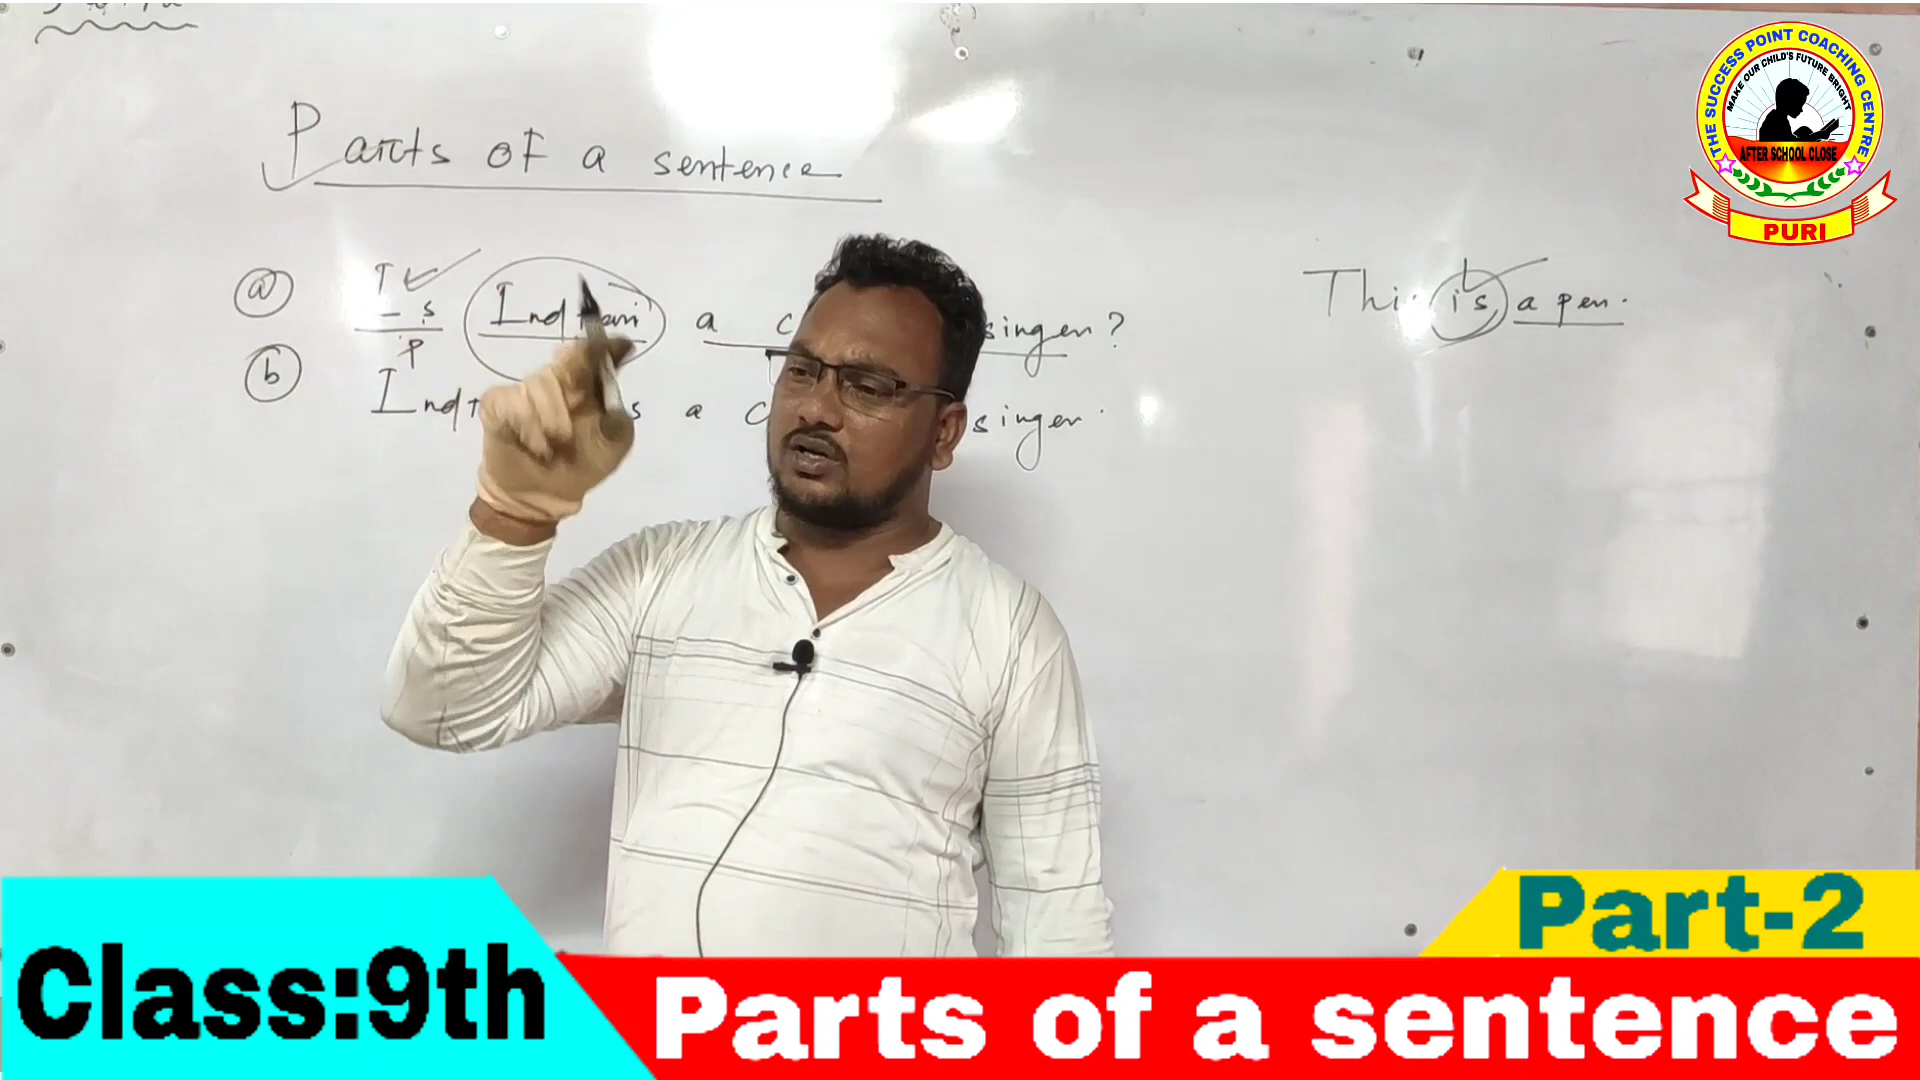 Parts of a sentence
a Is Indrani a c singer?
P
b Ind s a c singer.
This is a pen.
THE SUCCESS POINT COACHING CENTRE
MAKE OUR CHILD'S FUTURE BRIGHT
AFTER SCHOOL CLOSE
PURI
Part-2
Class:9th
Parts of a sentence